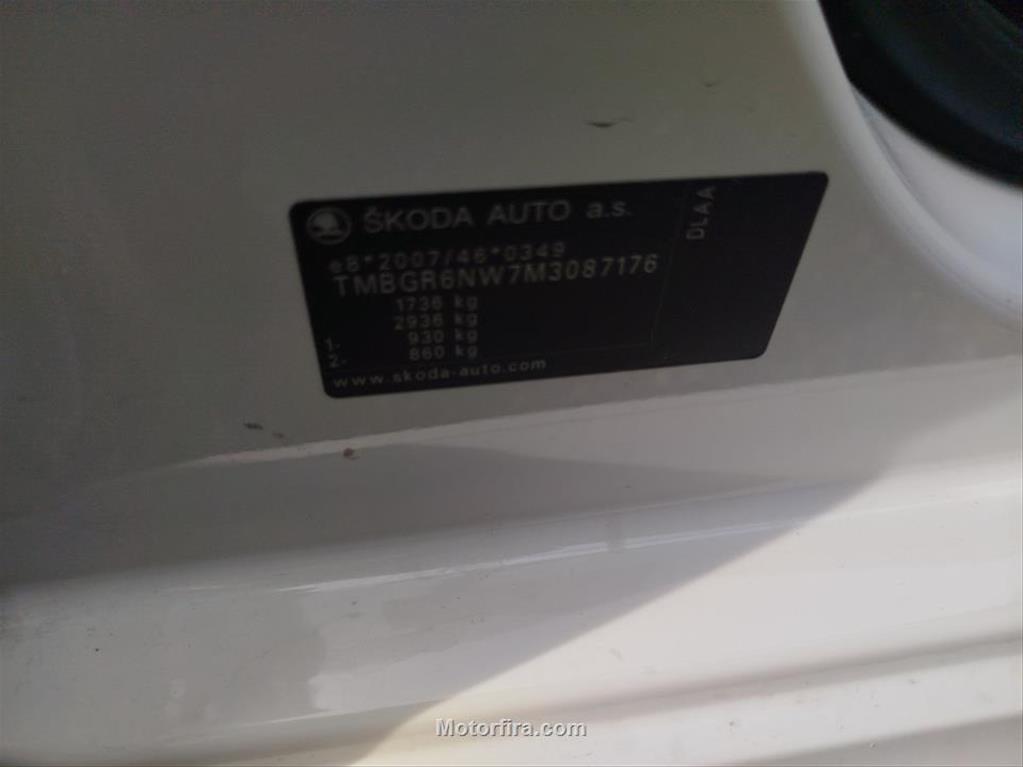 ŠKODA AUTO a.s.
e8*2007/46*0349
TMBGR6NW7M3087176
1736 kg
2936 kg
1- 930 kg
2- 860 kg
www.skoda-auto.com
DLAA
Motorfira.com